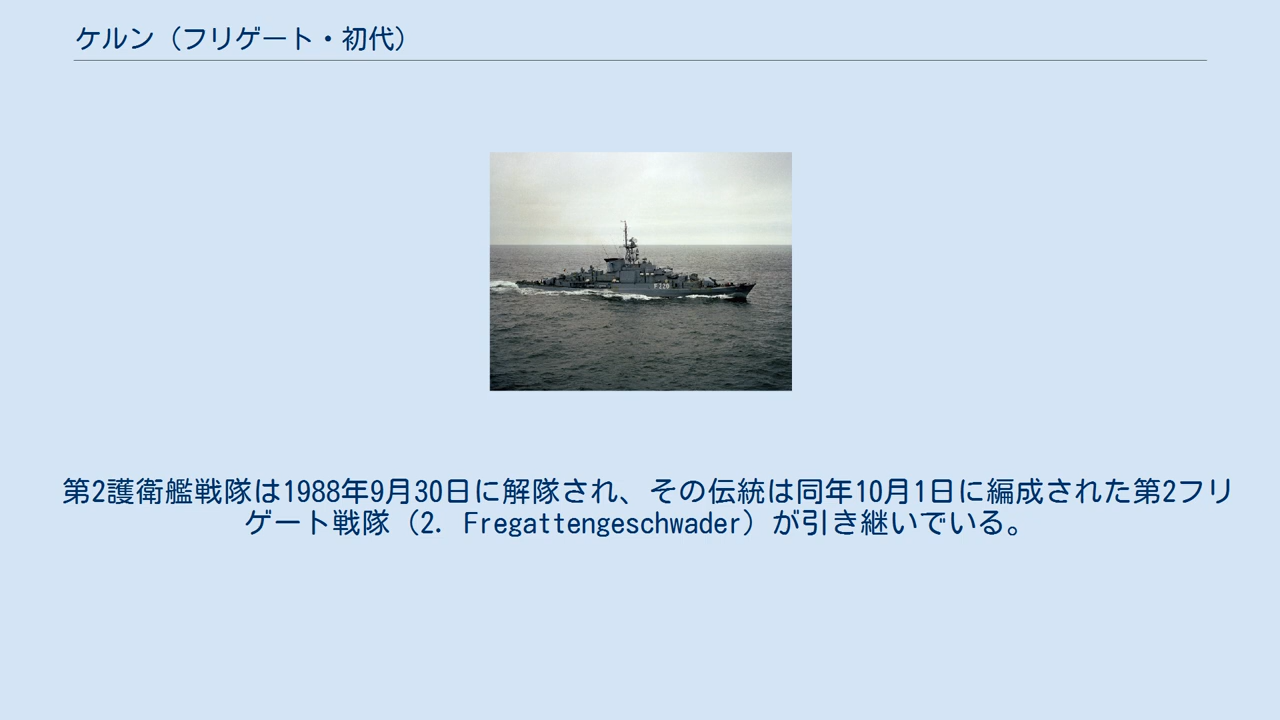 ケルン（フリゲート・初代）
F220
第2護衛艦戦隊は1988年9月30日に解隊され、その伝統は同年10月1日に編成された第2フリ
ゲート戦隊（2. Fregattengeschwader）が引き継いでいる。